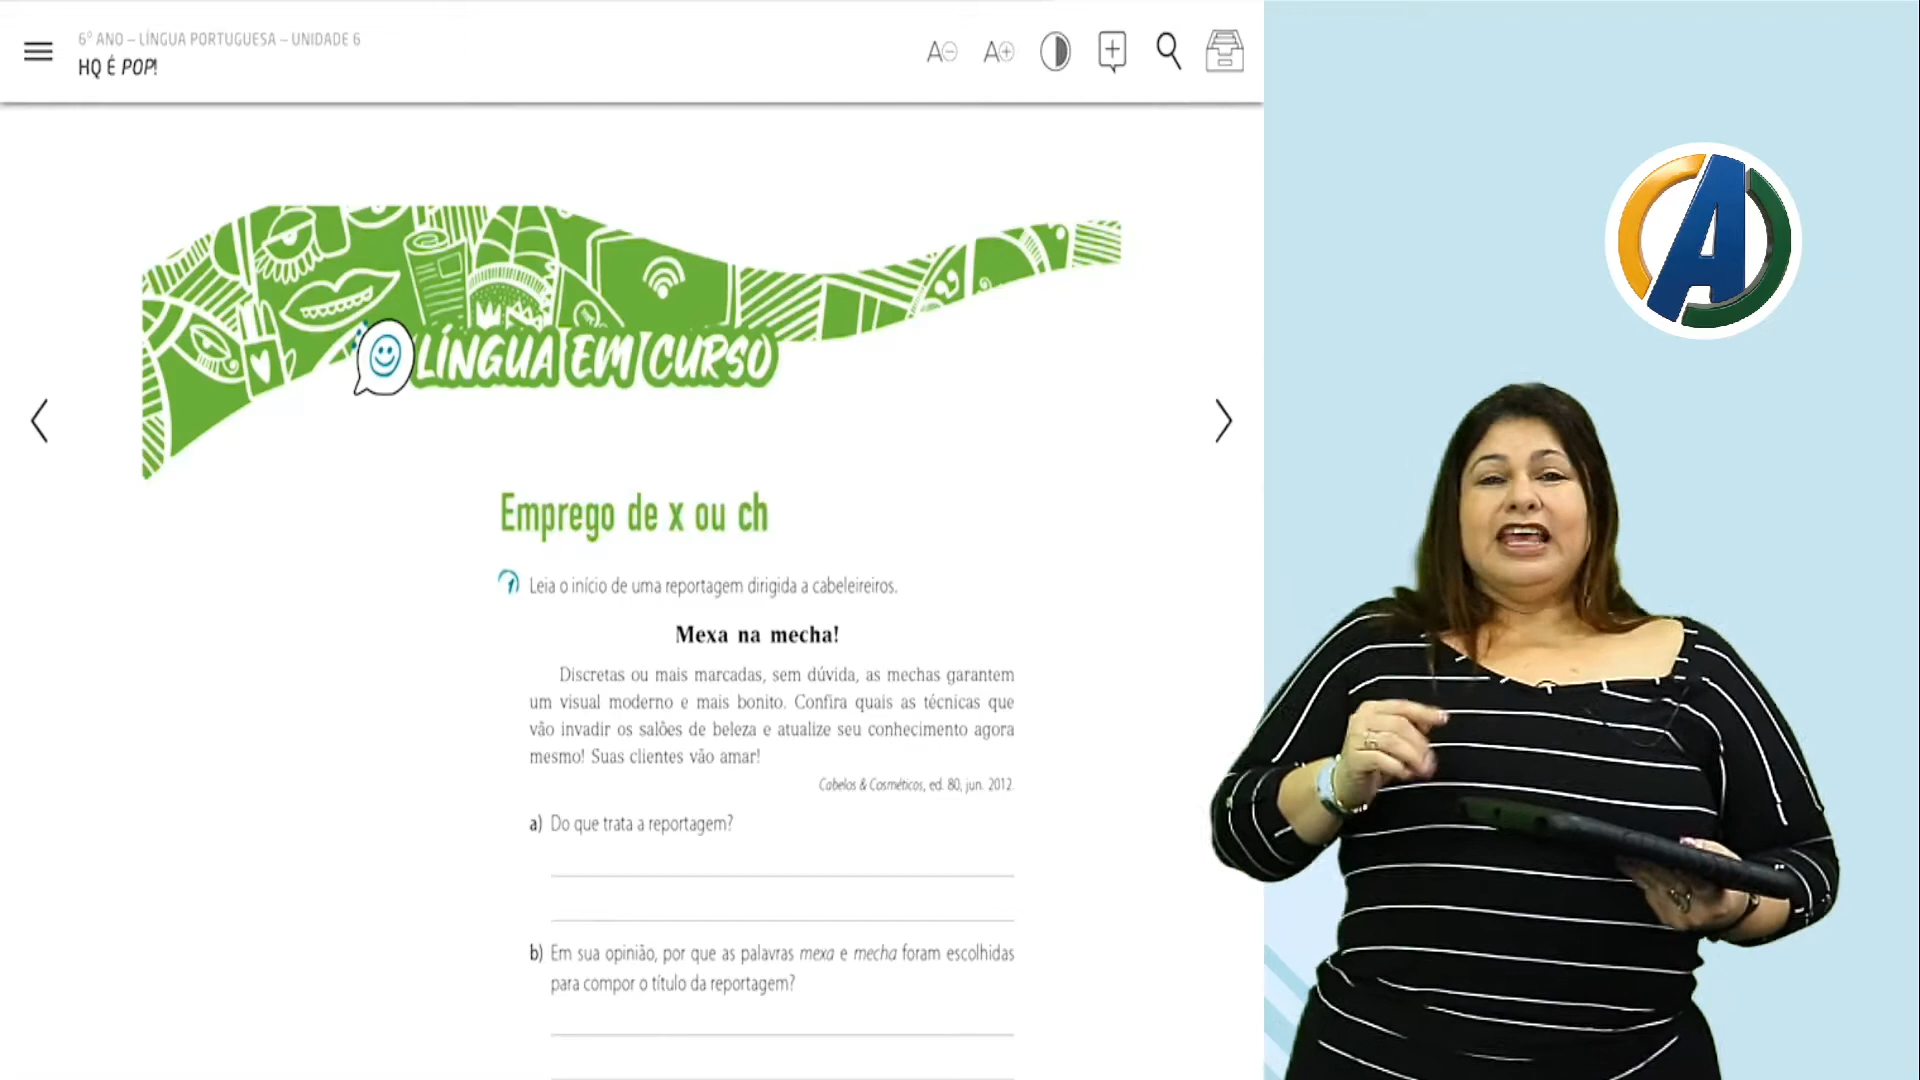 6º ANO – LÍNGUA PORTUGUESA – UNIDADE 6
HQ É POP!
A
A
LÍNGUA EM CURSO
Emprego de x ou ch
1 Leia o início de uma reportagem dirigida a cabeleireiros.
Mexa na mecha!
Discretas ou mais marcadas, sem dúvida, as mechas garantem
um visual moderno e mais bonito. Confira quais as técnicas que
vão invadir os salões de beleza e atualize seu conhecimento agora
mesmo! Suas clientes vão amar!
Cabelos & Cosméticos, ed. 80, jun. 2012.
a) Do que trata a reportagem?
b) Em sua opinião, por que as palavras mexa e mecha foram escolhidas
para compor o título da reportagem?
A